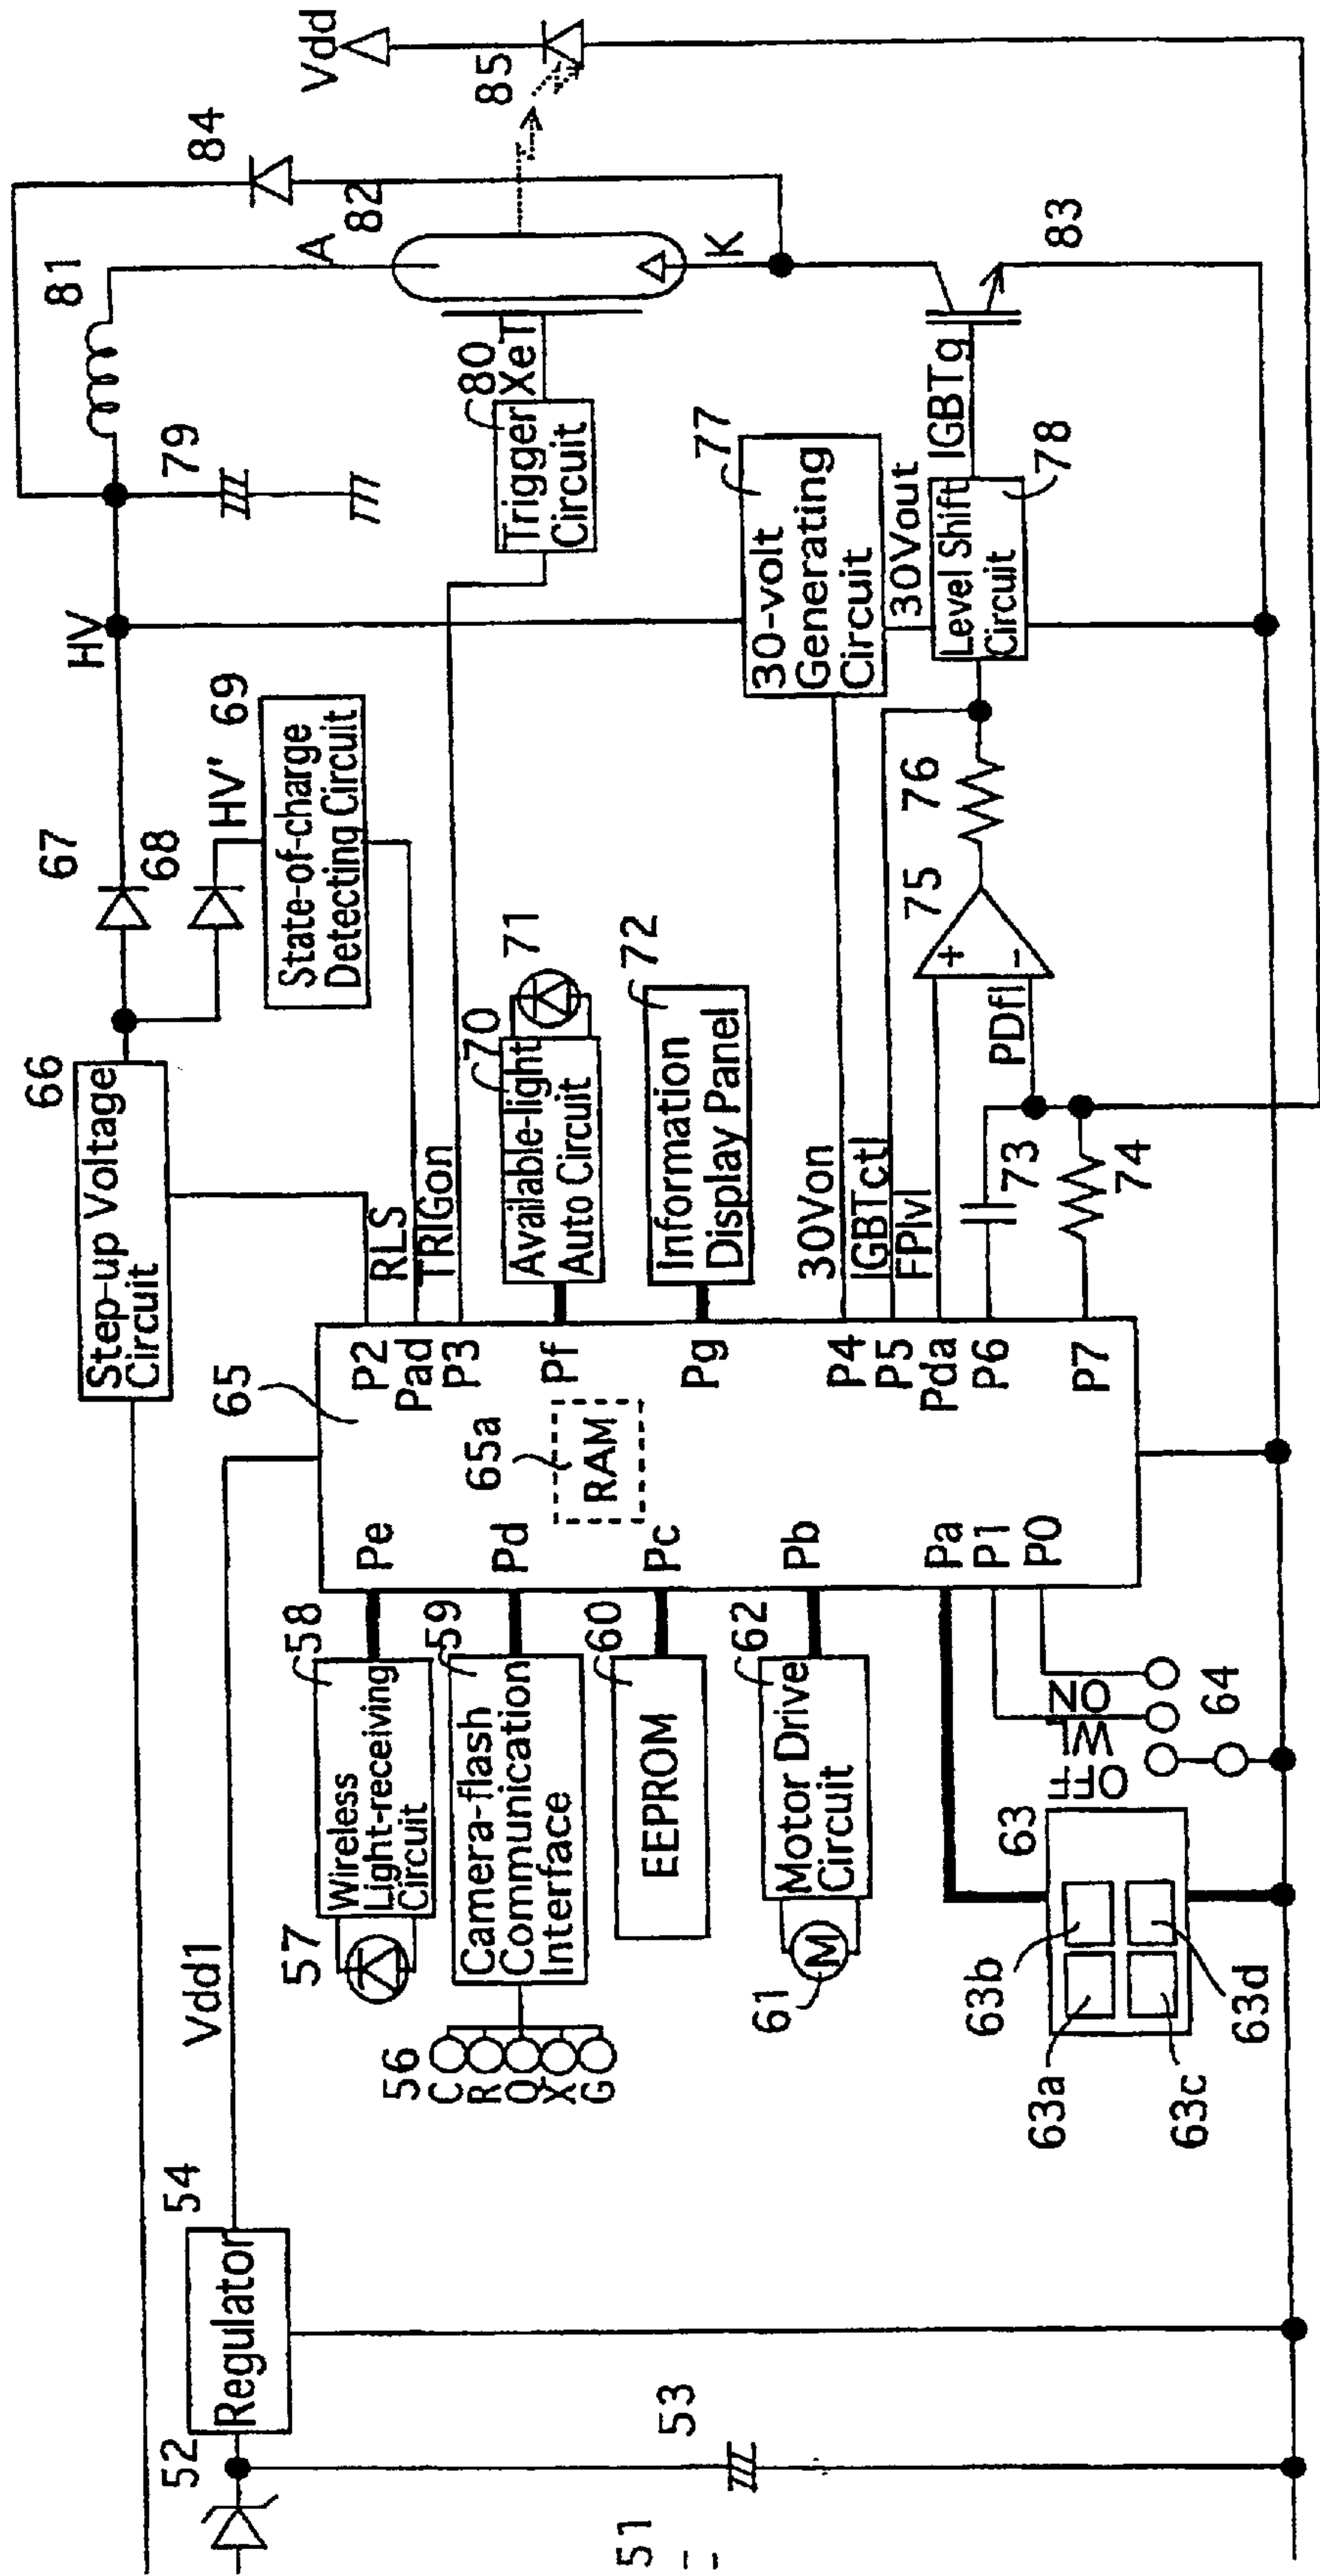 51
52
53
Regulator
54
Vdd1
56
C
R
Q
X
G
57
Wireless
Light-receiving
Circuit
58
Camera-flash
Communication
Interface
59
EEPROM
60
61
M
Motor Drive
Circuit
62
63
63a
63b
63c
63d
OFF
WL
ON
64
65
65a
RAM
Pe
Pd
Pc
Pb
Pa
P1
P0
P2
Pad
P3
Pf
Pg
P4
P5
Pda
P6
P7
Step-up Voltage
Circuit
66
67
68
HV'
69
State-of-charge
Detecting Circuit
RLS
TRIGon
Available-light
Auto Circuit
70
71
Information
Display Panel
72
30Von
IGBTctl
FPlvl
73
74
PDfl
+
-
75
76
30-volt
Generating
Circuit
77
30Vout
Level Shift
Circuit
78
IGBTg
HV
79
Trigger
Circuit
80
XeT
81
A
82
K
83
84
85
Vdd